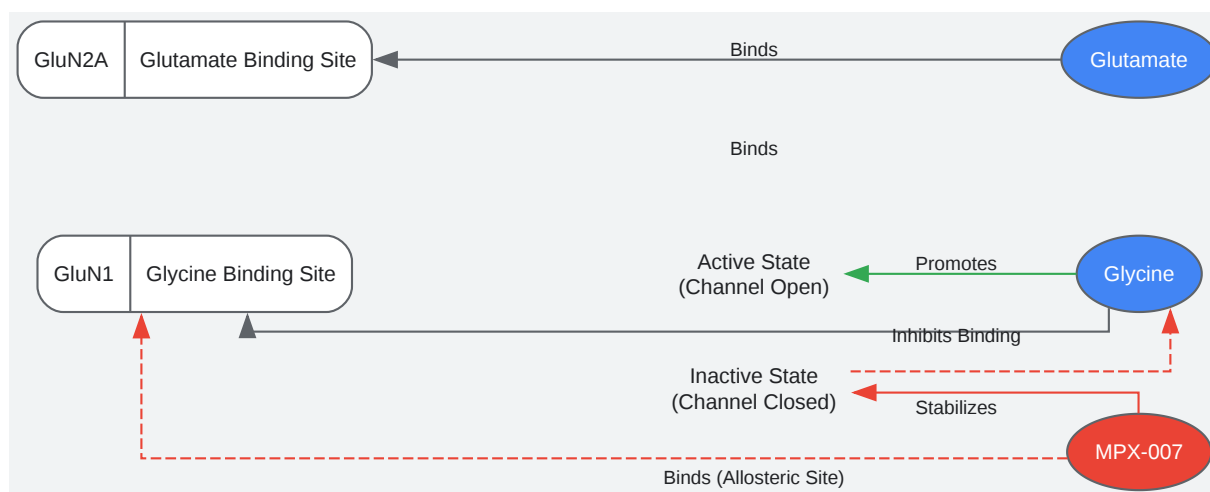 Binds
GluN2A
Glutamate Binding Site
Glutamate
Binds
GluN1
Glycine Binding Site
Active State
(Channel Open)
Promotes
Glycine
Inhibits Binding
Inactive State
(Channel Closed)
Stabilizes
MPX-007
Binds (Allosteric Site)